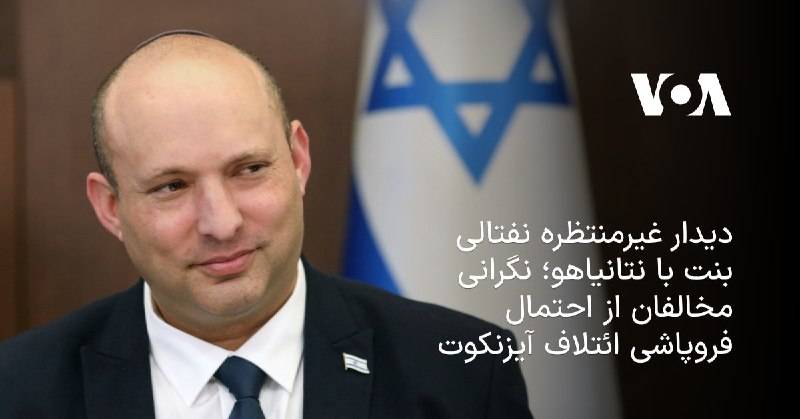 VOA
دیدار غیرمنتظره نفتالی
بنت با نتانیاهو؛ نگرانی
مخالفان از احتمال
فروپاشی ائتلاف آیزنکوت